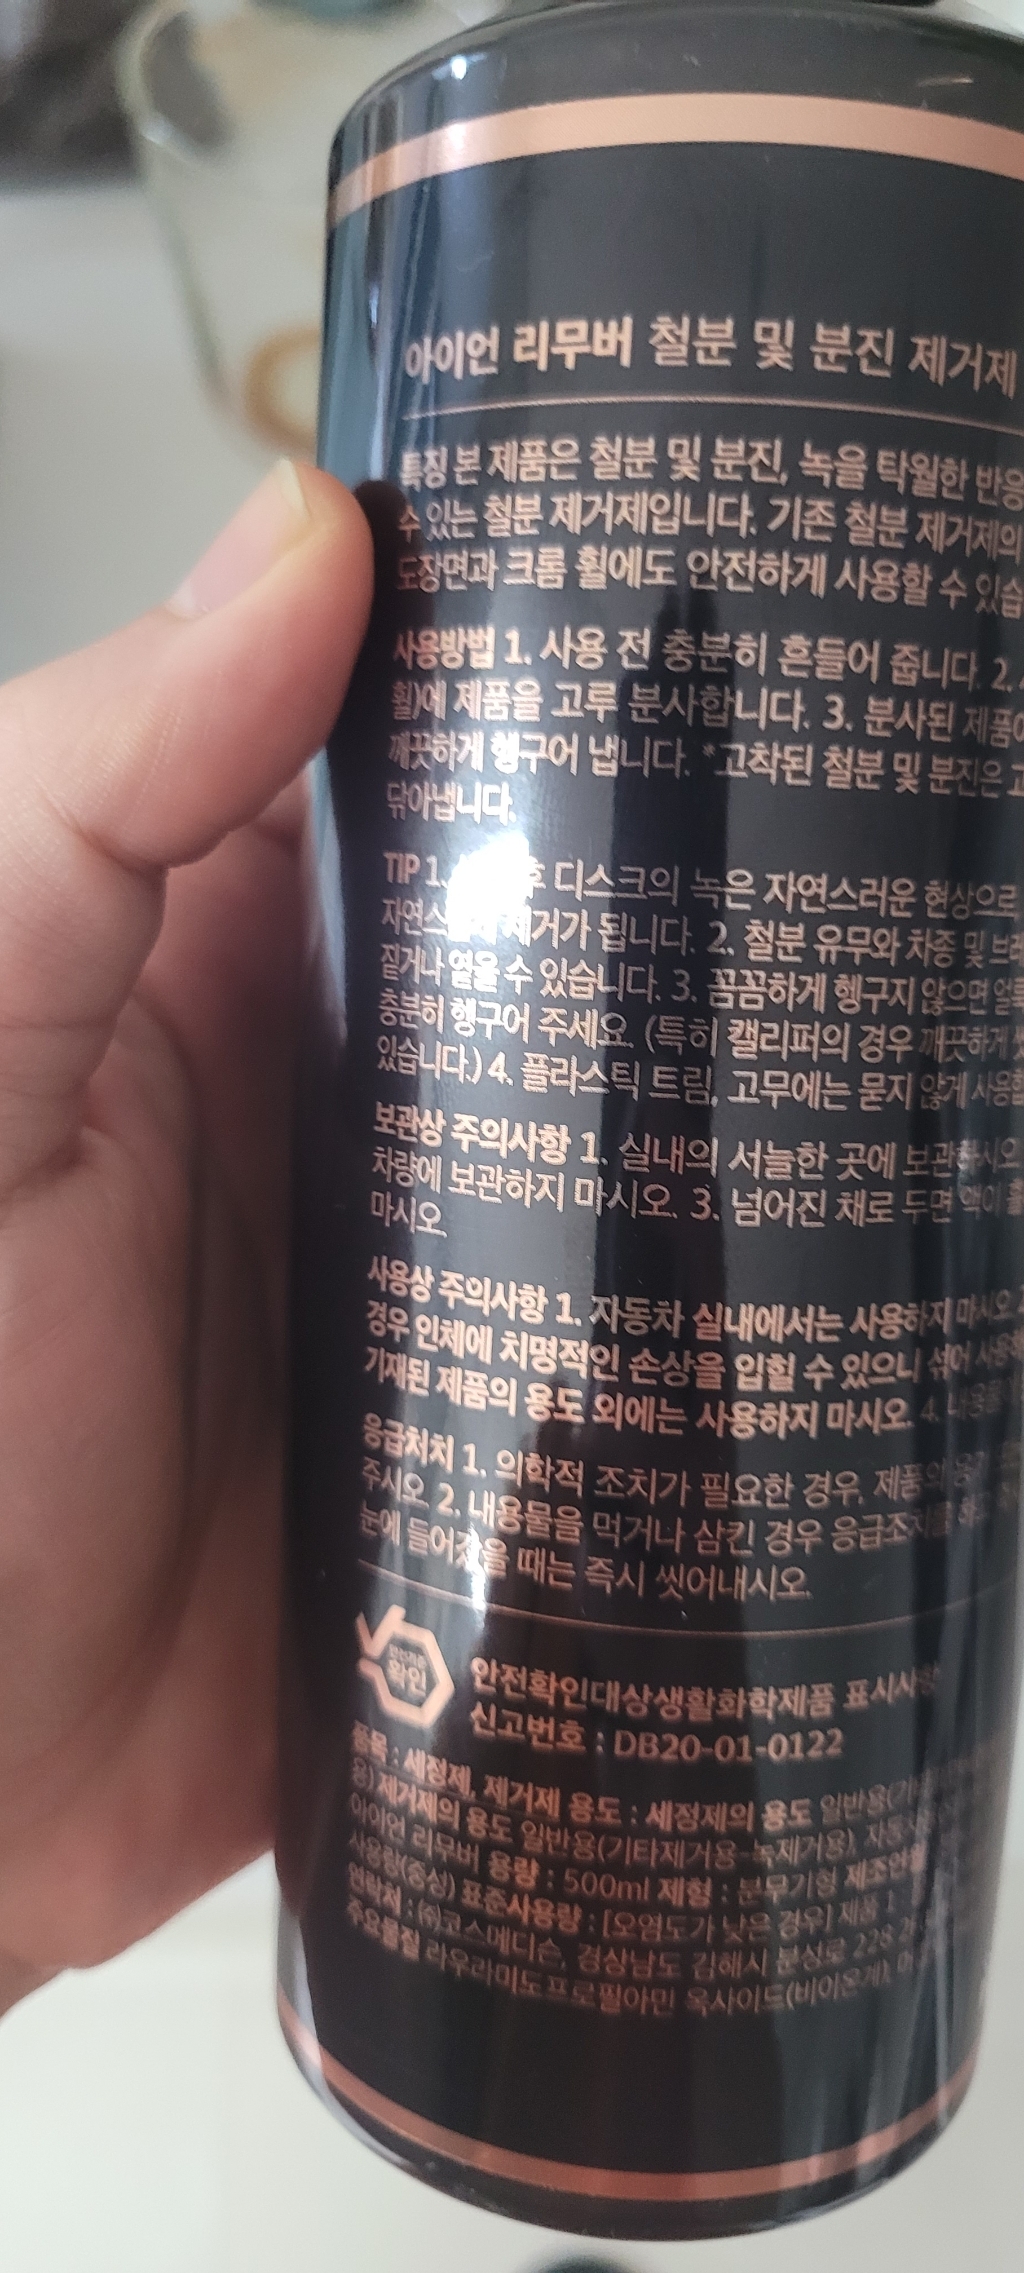 아이언 리무버 철분 및 분진 제거제
특징 본 제품은 철분 및 분진, 녹을 탁월한 반응
수 있는 철분 제거제입니다. 기존 철분 제거제의
도장면과 크롬 휠에도 안전하게 사용할 수 있습
사용방법 1. 사용 전 충분히 흔들어 줍니다. 2.
휠)에 제품을 고루 분사합니다. 3. 분사된 제품이
깨끗하게 헹구어 냅니다. *고착된 철분 및 분진은 고
닦아냅니다.
TIP 1. 후 디스크의 녹은 자연스러운 현상으로
제거가 됩니다. 2. 철분 유무와 차종 및 브레
짙거나 옅을 수 있습니다. 3. 꼼꼼하게 헹구지 않으면 얼룩
충분히 헹구어 주세요. (특히 캘리퍼의 경우 깨끗하게
있습니다.) 4. 플라스틱 트림, 고무에는 묻지 않게 사용합
보관상 주의사항 1. 실내의 서늘한 곳에 보관하시오.
차량에 보관하지 마시오. 3. 넘어진 채로 두면 액이
마시오.
사용상 주의사항 1. 자동차 실내에서는 사용하지 마시오. 2
경우 인체에 치명적인 손상을 입힐 수 있으니 섞어 사용하
기재된 제품의 용도 외에는 사용하지 마시오. 4. 내용물
응급처치 1. 의학적 조치가 필요한 경우, 제품의 용기
주시오. 2. 내용물을 먹거나 삼킨 경우 응급조치를 하고
눈에 들어갔을 때는 즉시 씻어내시오.
확인
안전확인대상생활화학제품 표시사항
신고번호 : DB20-01-0122
품목 : 세정제, 제거제 용도 : 세정제의 용도 일반용(가
용) 제거제의 용도 일반용(기타제거용-녹제거용), 자동
아이언 리무버 용량 : 500ml 제형 : 분무기형 제조연월
사용량(중성) 표준사용량 : [오염도가 낮은 경우] 제품 1
연락처 : ㈜코스메디슨, 경상남도 김해시 분성로 228-26
주요물질 라우라미도프로필아민 옥사이드(비이온계),